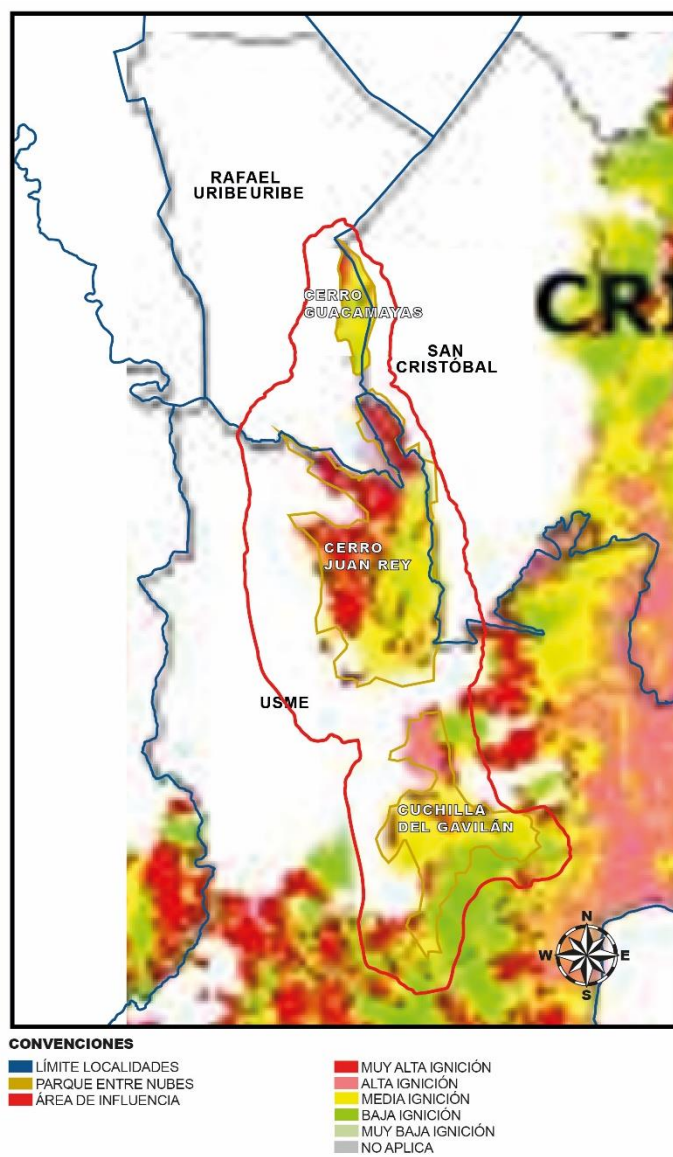 RAFAEL
URIBE URIBE
CERRO
GUACAMAYAS
CRI
SAN
CRISTÓBAL
CERRO
JUAN REY
USME
CUCHILLA
DEL GAVILÁN
N
W
E
S
CONVENCIONES
LÍMITE LOCALIDADES
PARQUE ENTRE NUBES
ÁREA DE INFLUENCIA
MUY ALTA IGNICIÓN
ALTA IGNICIÓN
MEDIA IGNICIÓN
BAJA IGNICIÓN
MUY BAJA IGNICIÓN
NO APLICA